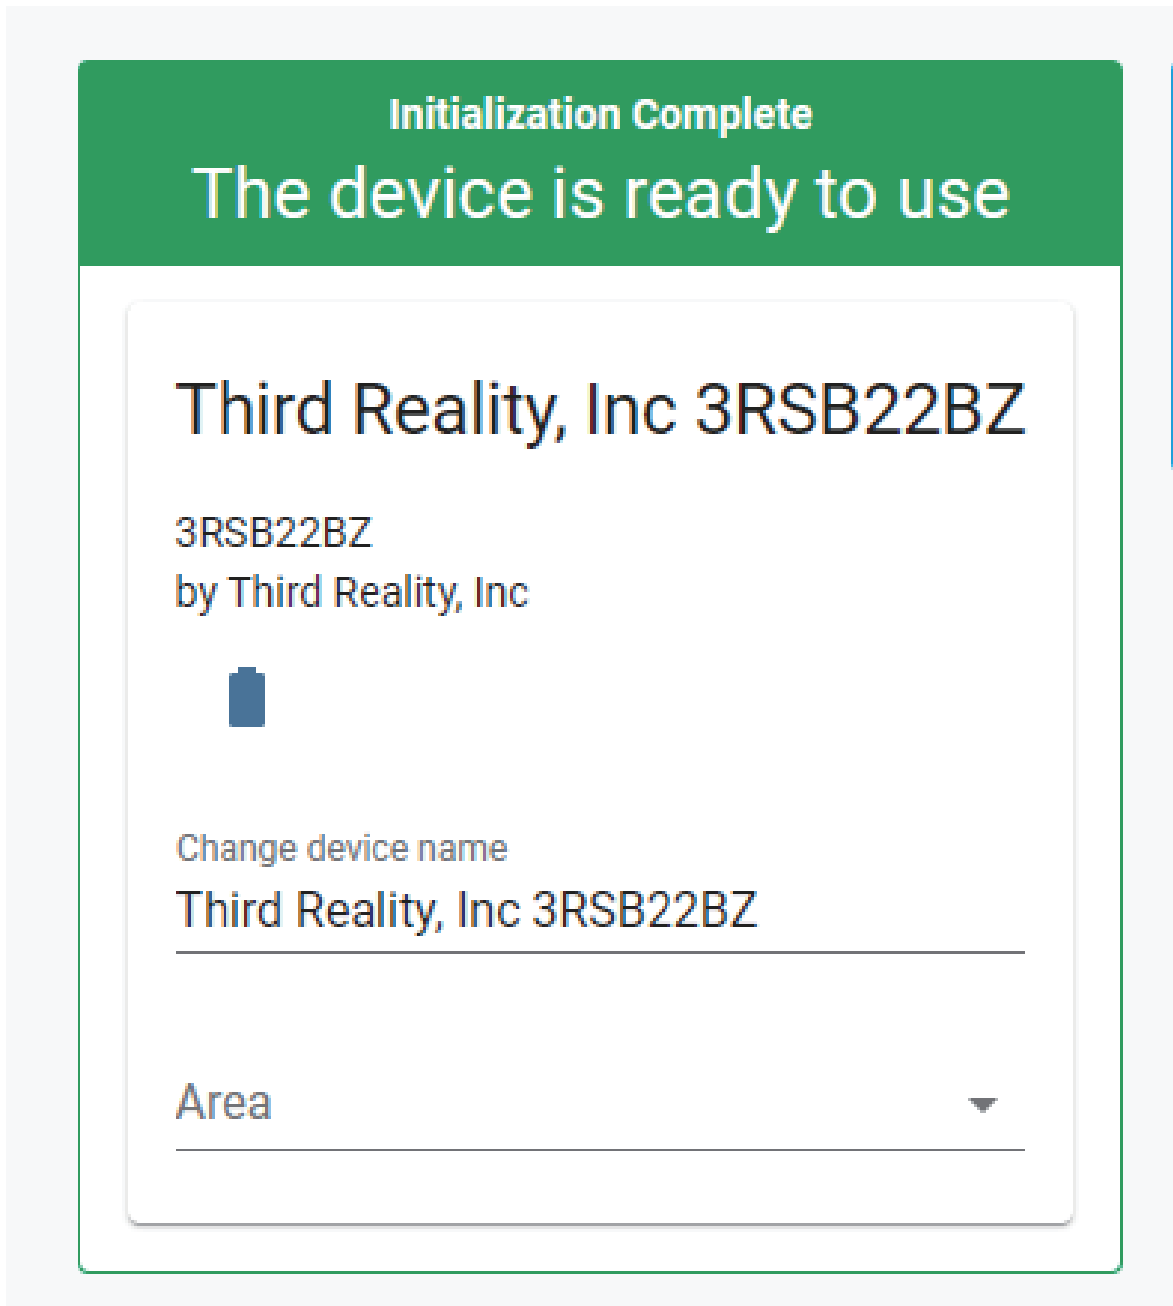 Initialization Complete
The device is ready to use
Third Reality, Inc 3RSB22BZ
3RSB22BZ
by Third Reality, Inc
Change device name
Third Reality, Inc 3RSB22BZ
Area